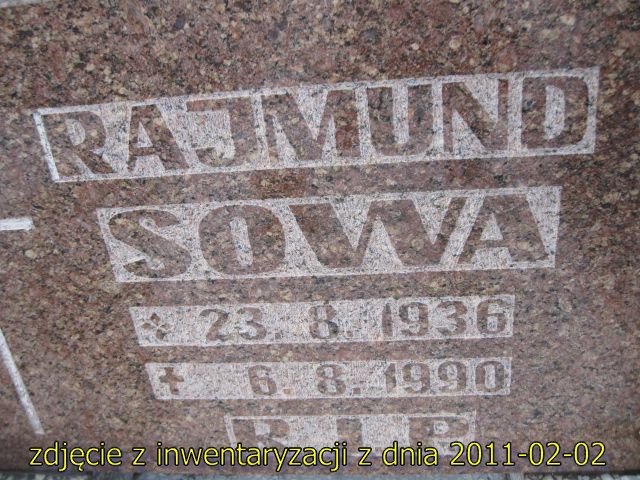 RAJMUND
SOWA
23. 8. 1936
✝ 6. 8. 1990
R I P
zdjęcie z inwentaryzacji z dnia 2011-02-02